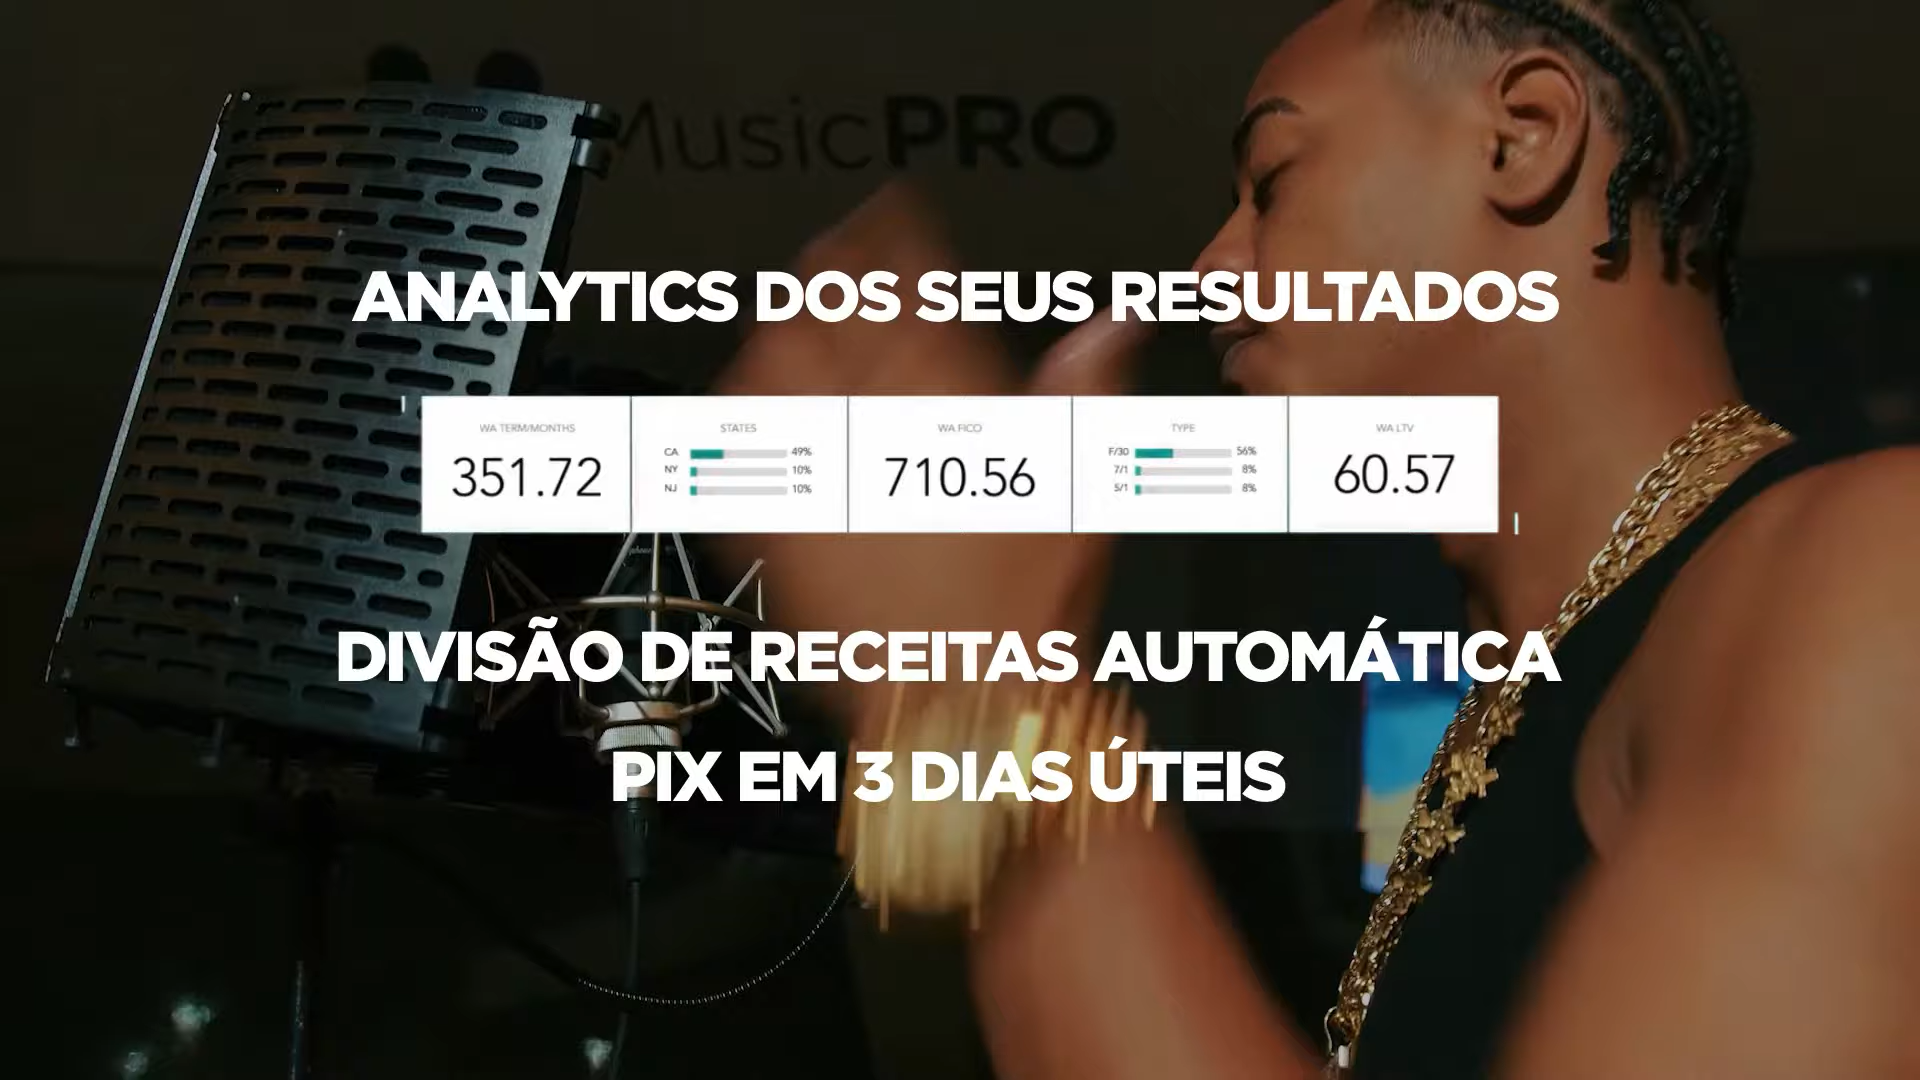 MusicPRO
ANALYTICS DOS SEUS RESULTADOS
WA TERM/MONTHS
351.72
STATES
CA 49%
NY 10%
NJ 10%
WA FICO
710.56
TYPE
F/30 56%
7/1 8%
5/1 8%
WA LTV
60.57
DIVISÃO DE RECEITAS AUTOMÁTICA
PIX EM 3 DIAS ÚTEIS